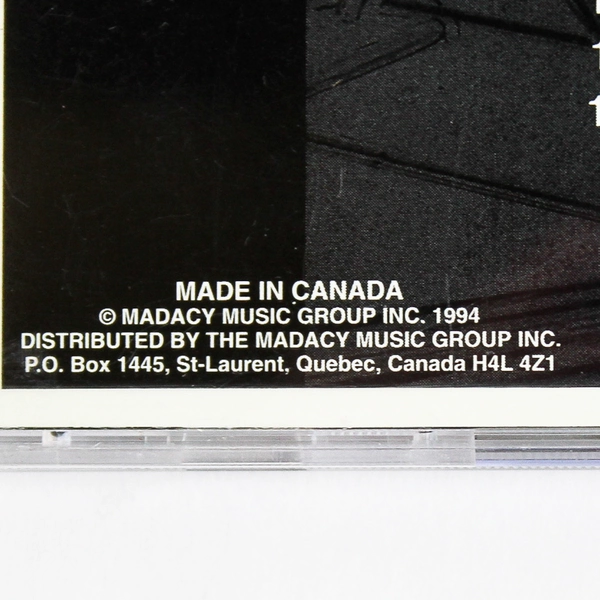 MADE IN CANADA
© MADACY MUSIC GROUP INC. 1994
DISTRIBUTED BY THE MADACY MUSIC GROUP INC.
P.O. Box 1445, St-Laurent, Quebec, Canada H4L 4Z1